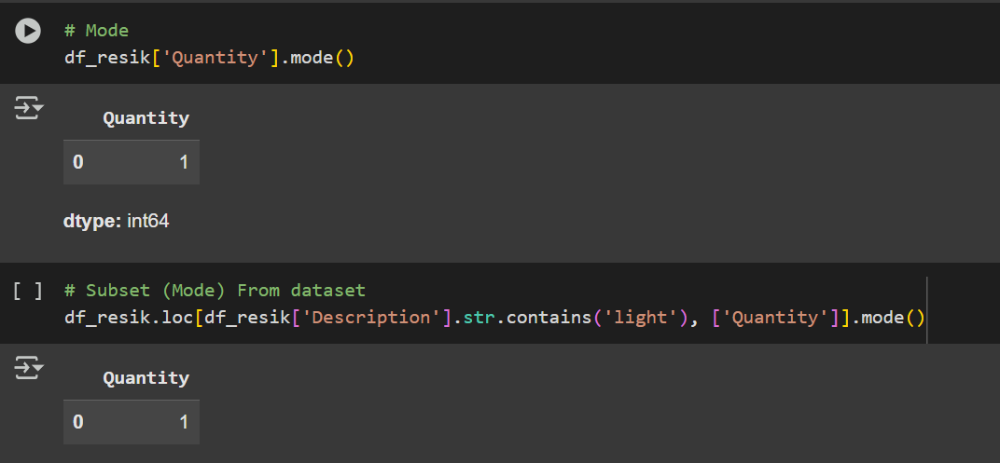 # Mode
df_resik['Quantity'].mode()
Quantity
0 1
dtype: int64
[ ] # Subset (Mode) From dataset
df_resik.loc[df_resik['Description'].str.contains('light'), ['Quantity']].mode()
Quantity
0 1